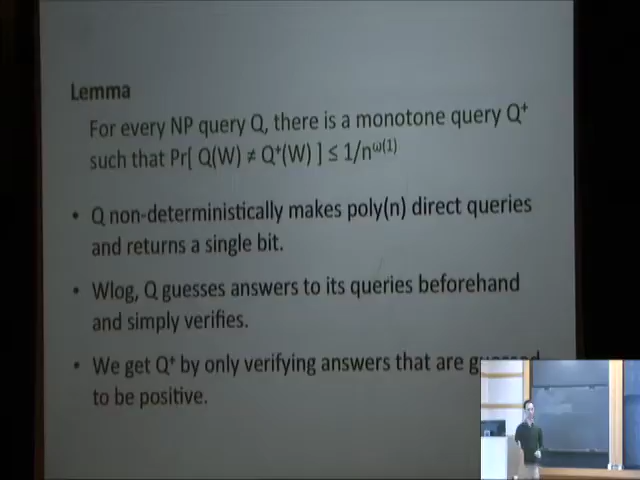 Lemma
For every NP query Q, there is a monotone query Q⁺
such that Pr[ Q(W) ≠ Q⁺(W) ] ≤ 1/n^ω(1)
• Q non-deterministically makes poly(n) direct queries
and returns a single bit.
• Wlog, Q guesses answers to its queries beforehand
and simply verifies.
• We get Q⁺ by only verifying answers that are guessed
to be positive.